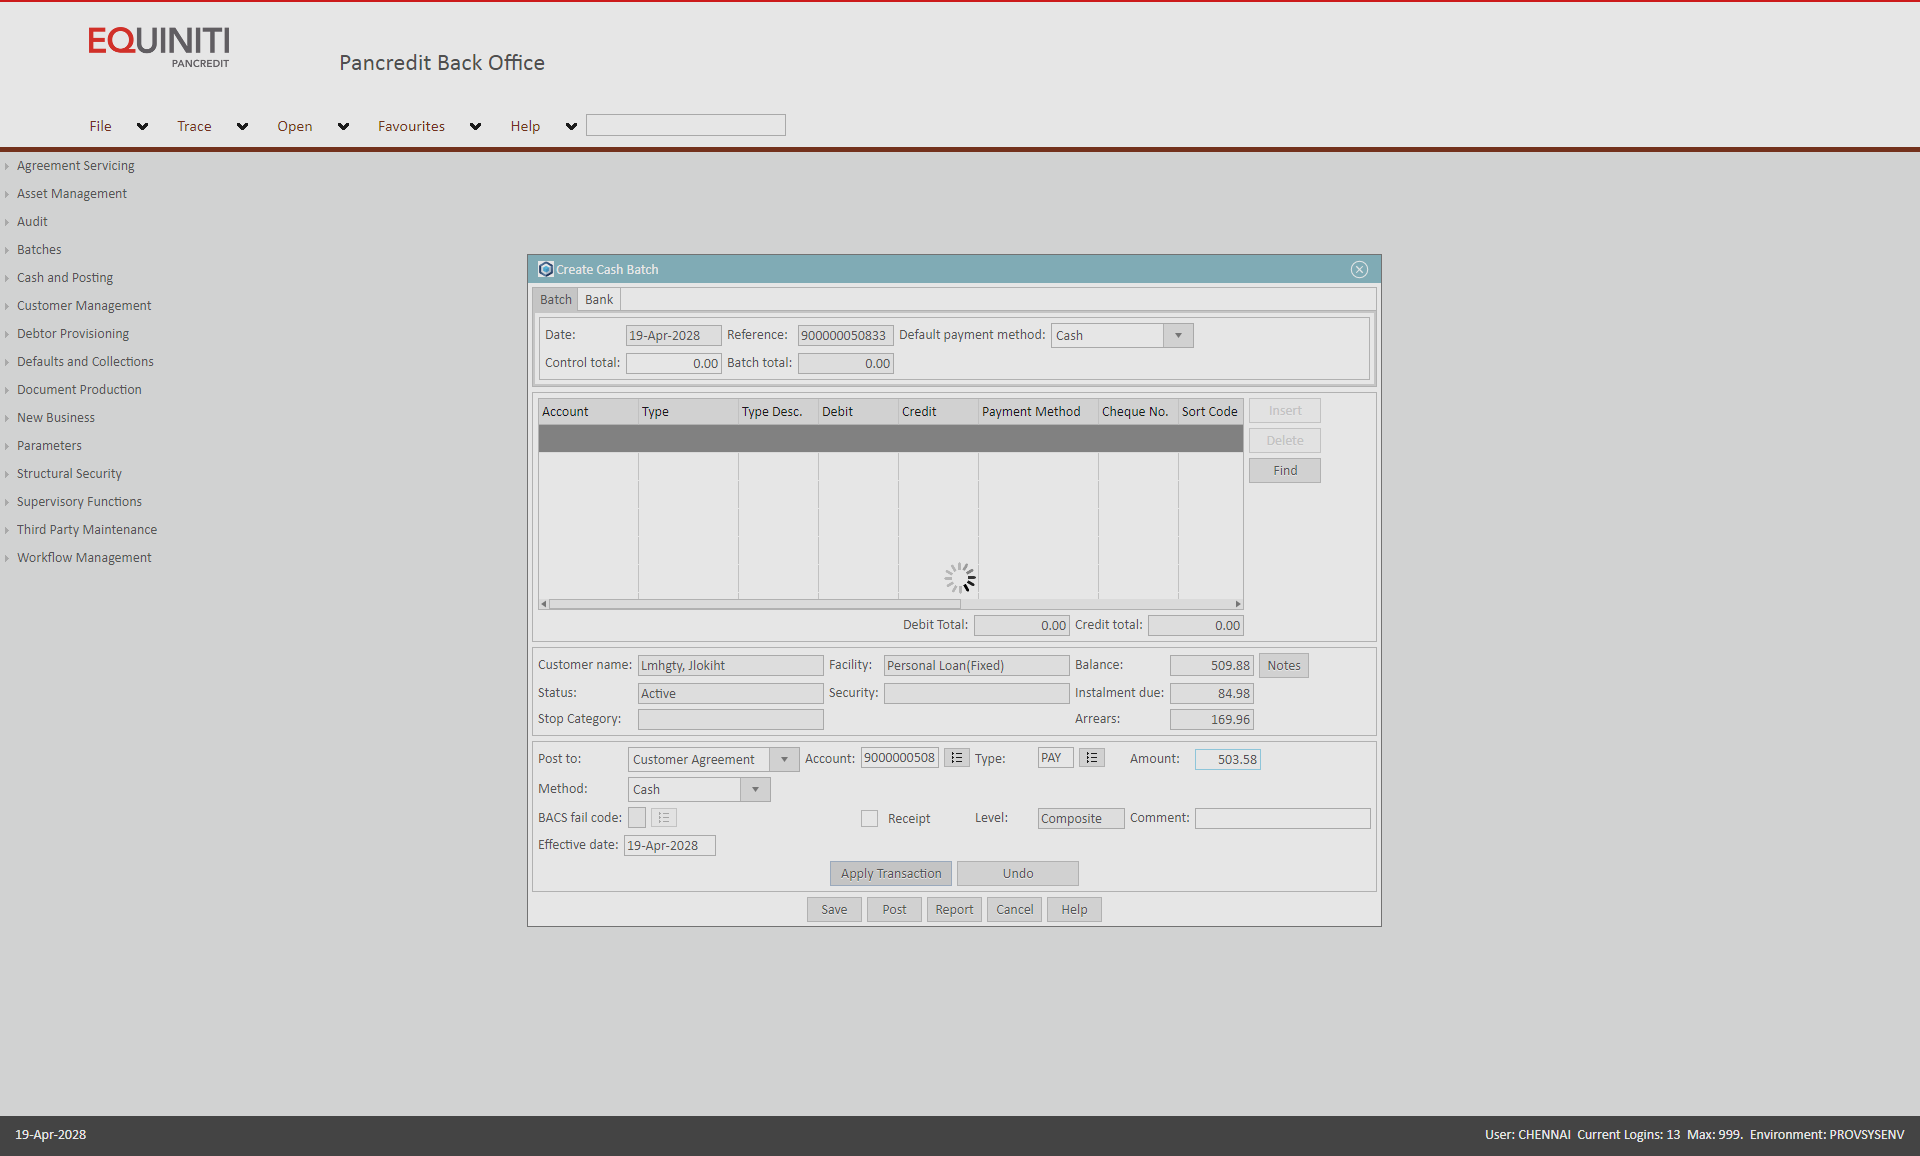 EQUINITI
PANCREDIT
Pancredit Back Office
File Trace Open Favourites Help
Agreement Servicing
Asset Management
Audit
Batches
Cash and Posting
Customer Management
Debtor Provisioning
Defaults and Collections
Document Production
New Business
Parameters
Structural Security
Supervisory Functions
Third Party Maintenance
Workflow Management
Create Cash Batch
Batch Bank
Date: 19-Apr-2028 Reference: 900000050833 Default payment method: Cash
Control total: 0.00 Batch total: 0.00
Account Type Type Desc. Debit Credit Payment Method Cheque No. Sort Code
Insert
Delete
Find
Debit Total: 0.00 Credit total: 0.00
Customer name: Lmhgty, Jlokiht Facility: Personal Loan(Fixed) Balance: 509.88 Notes
Status: Active Security: Instalment due: 84.98
Stop Category: Arrears: 169.96
Post to: Customer Agreement Account: 9000000508 Type: PAY Amount: 503.58
Method: Cash
BACS fail code: Receipt Level: Composite Comment:
Effective date: 19-Apr-2028
Apply Transaction Undo
Save Post Report Cancel Help
19-Apr-2028 User: CHENNAI Current Logins: 13 Max: 999. Environment: PROVSYSENV